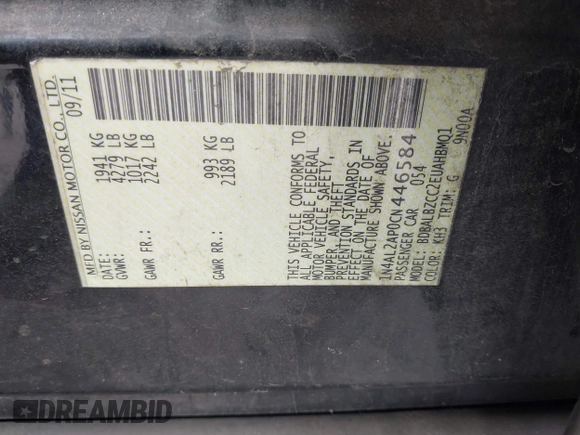 MFD BY NISSAN MOTOR CO., LTD.
DATE: 09/11
GVWR: 1941 KG
4279 LB
GAWR FR.: 1017 KG
2242 LB
GAWR RR.: 993 KG
2189 LB
THIS VEHICLE CONFORMS TO
ALL APPLICABLE FEDERAL
MOTOR VEHICLE SAFETY,
BUMPER, AND THEFT
PREVENTION STANDARDS IN
EFFECT ON THE DATE OF
MANUFACTURE SHOWN ABOVE.
1N4AL2AP0CN446584
PASSENGER CAR 054
MODEL: BDBALBZCC2EUAHBMQ1
COLOR: KH3 TRIM: G 9N00A
DREAMBID